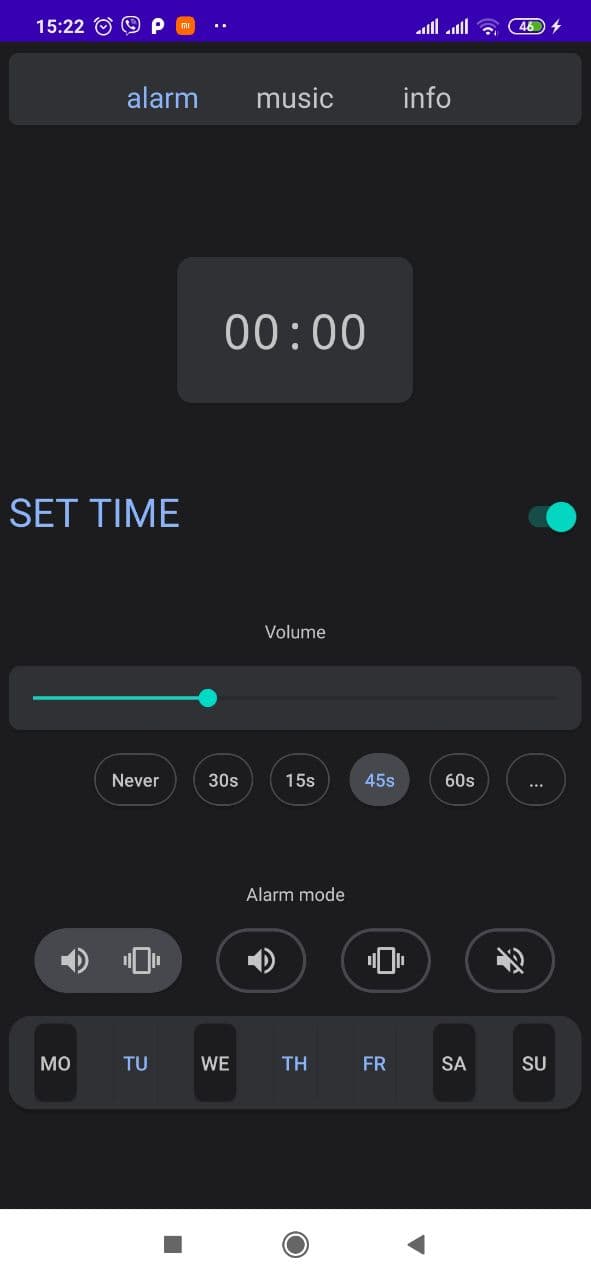 15:22 46
alarm music info
00:00
SET TIME
Volume
Never 30s 15s 45s 60s ...
Alarm mode
MO TU WE TH FR SA SU